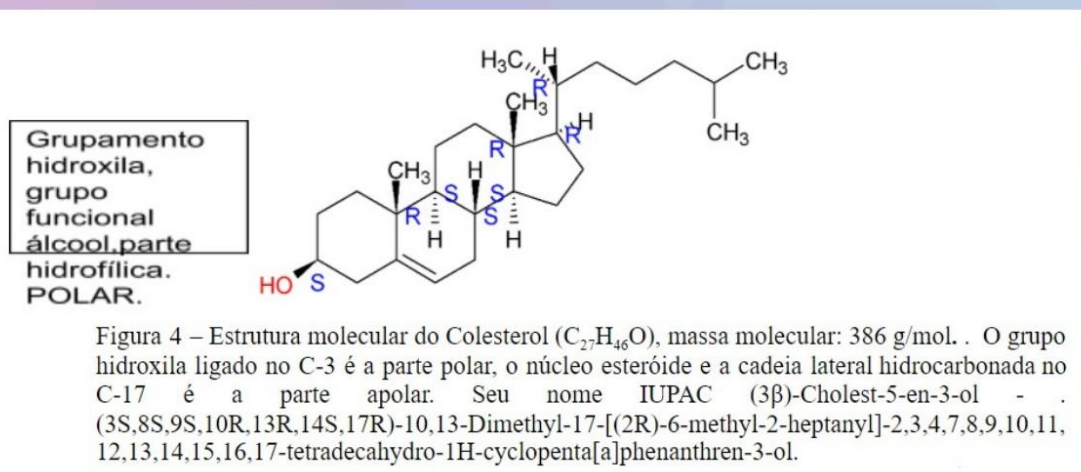 Grupamento
hidroxila,
grupo
funcional
álcool,parte
hidrofílica.
POLAR.
H₃C
H
CH₃
R
CH₃
H
R
CH₃
R
CH₃
H
S
S
R
S
H
H
HO
S
Figura 4 – Estrutura molecular do Colesterol (C₂₇H₄₆O), massa molecular: 386 g/mol. . O grupo
hidroxila ligado no C-3 é a parte polar, o núcleo esteróide e a cadeia lateral hidrocarbonada no
C-17 é a parte apolar. Seu nome IUPAC (3β)-Cholest-5-en-3-ol - .
(3S,8S,9S,10R,13R,14S,17R)-10,13-Dimethyl-17-[(2R)-6-methyl-2-heptanyl]-2,3,4,7,8,9,10,11,
12,13,14,15,16,17-tetradecahydro-1H-cyclopenta[a]phenanthren-3-ol.